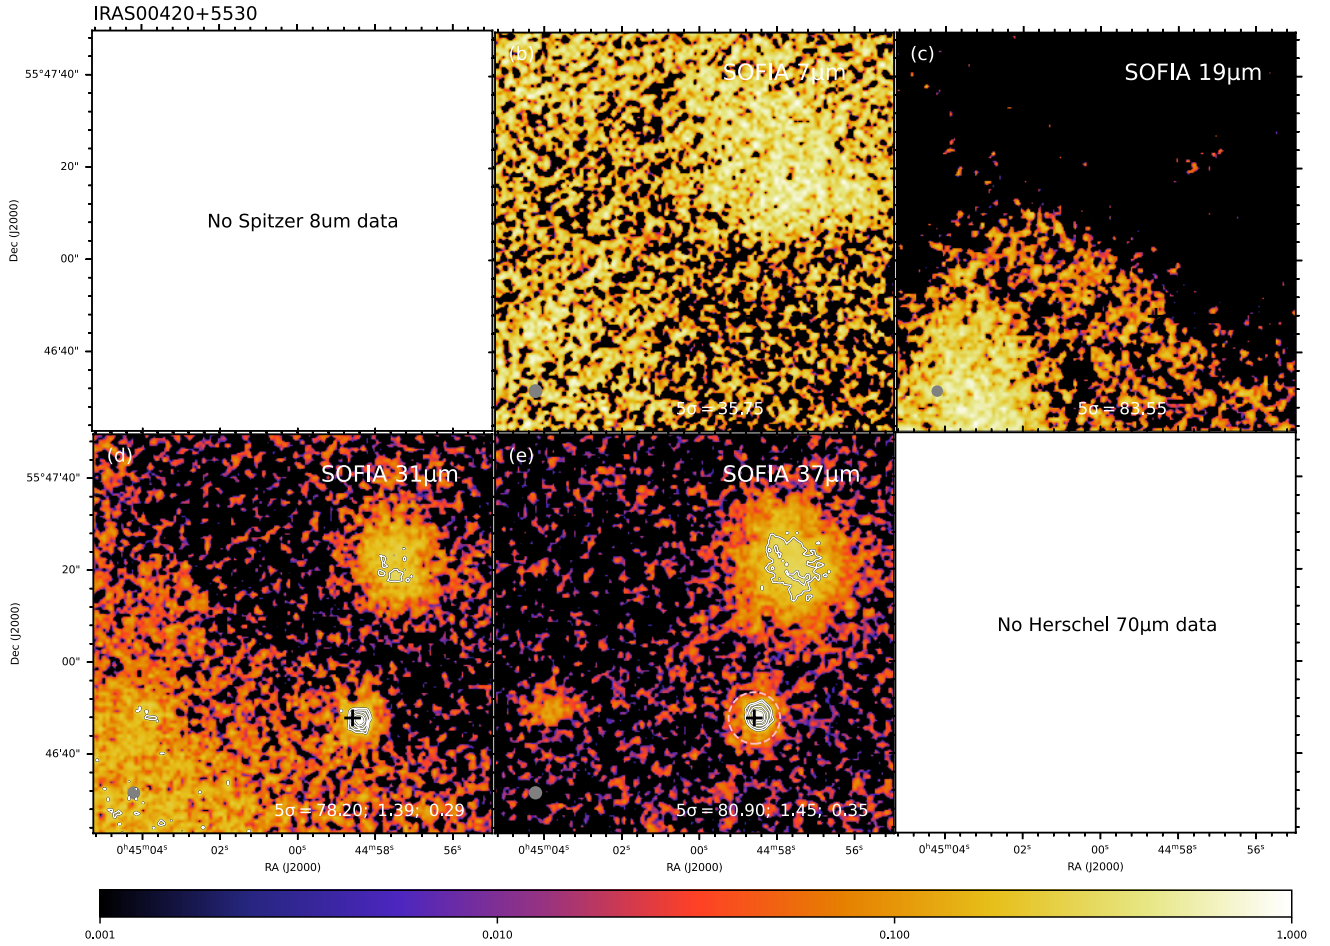 IRAS00420+5530
(b)
SOFIA 7μm
(c)
SOFIA 19μm
55°47'40"
20"
00"
46'40"
Dec (J2000)
No Spitzer 8um data
5σ = 35.75
5σ = 83.55
(d)
SOFIA 31μm
(e)
SOFIA 37μm
55°47'40"
20"
00"
46'40"
Dec (J2000)
No Herschel 70μm data
5σ = 78.20; 1.39; 0.29
5σ = 80.90; 1.45; 0.35
0ʰ45ᵐ04ˢ 02ˢ 00ˢ 44ᵐ58ˢ 56ˢ
0ʰ45ᵐ04ˢ 02ˢ 00ˢ 44ᵐ58ˢ 56ˢ
0ʰ45ᵐ04ˢ 02ˢ 00ˢ 44ᵐ58ˢ 56ˢ
RA (J2000)
RA (J2000)
RA (J2000)
0.001 0.010 0.100 1.000